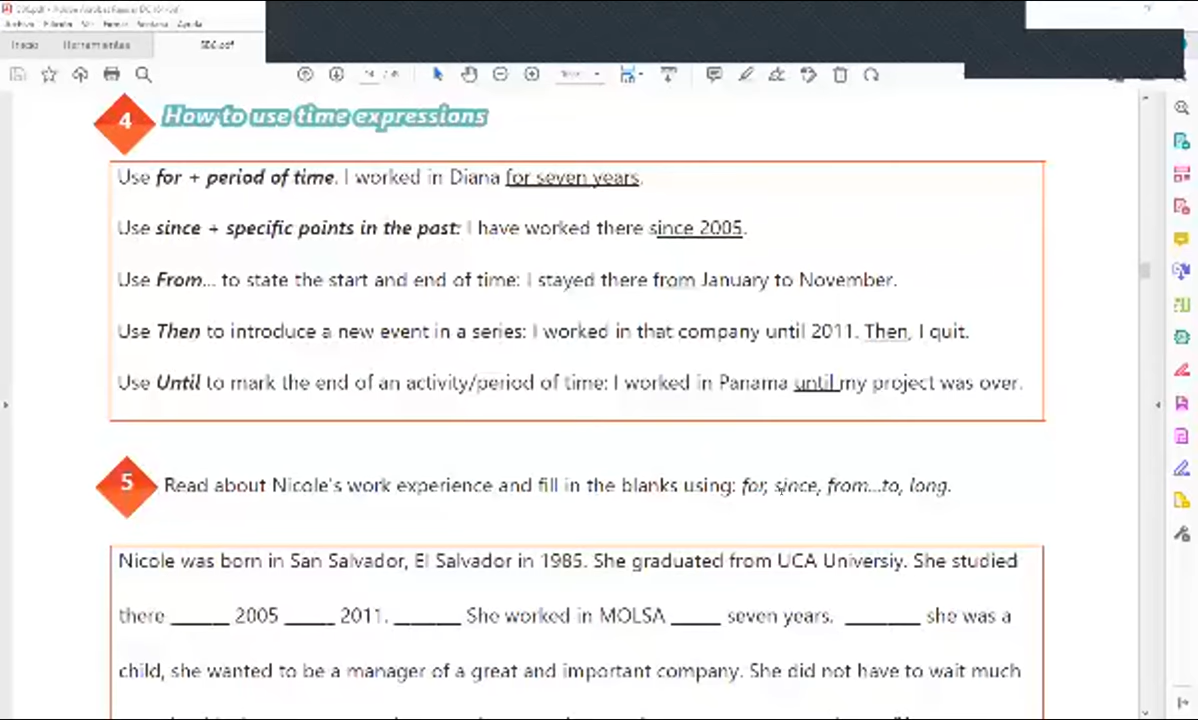 Inicio Herramientas
4 How to use time expressions
Use for + period of time. I worked in Diana for seven years.
Use since + specific points in the past: I have worked there since 2005.
Use From... to state the start and end of time: I stayed there from January to November.
Use Then to introduce a new event in a series: I worked in that company until 2011. Then, I quit.
Use Until to mark the end of an activity/period of time: I worked in Panama until my project was over.
5 Read about Nicole's work experience and fill in the blanks using: for, since, from...to, long.
Nicole was born in San Salvador, El Salvador in 1985. She graduated from UCA Universiy. She studied
there ______ 2005 _____ 2011. _______ She worked in MOLSA _____ seven years. ________ she was a
child, she wanted to be a manager of a great and important company. She did not have to wait much